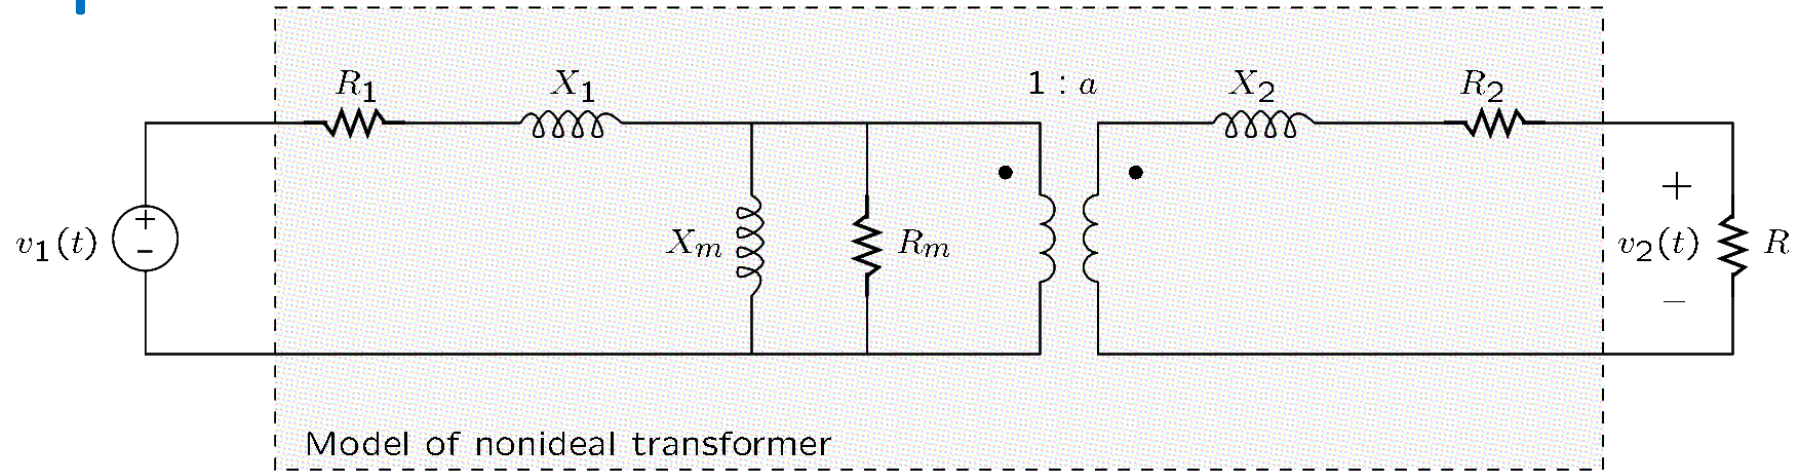 R1 X1 1 : a X2 R2
+
v1(t) + − Xm Rm v2(t) R
−
Model of nonideal transformer